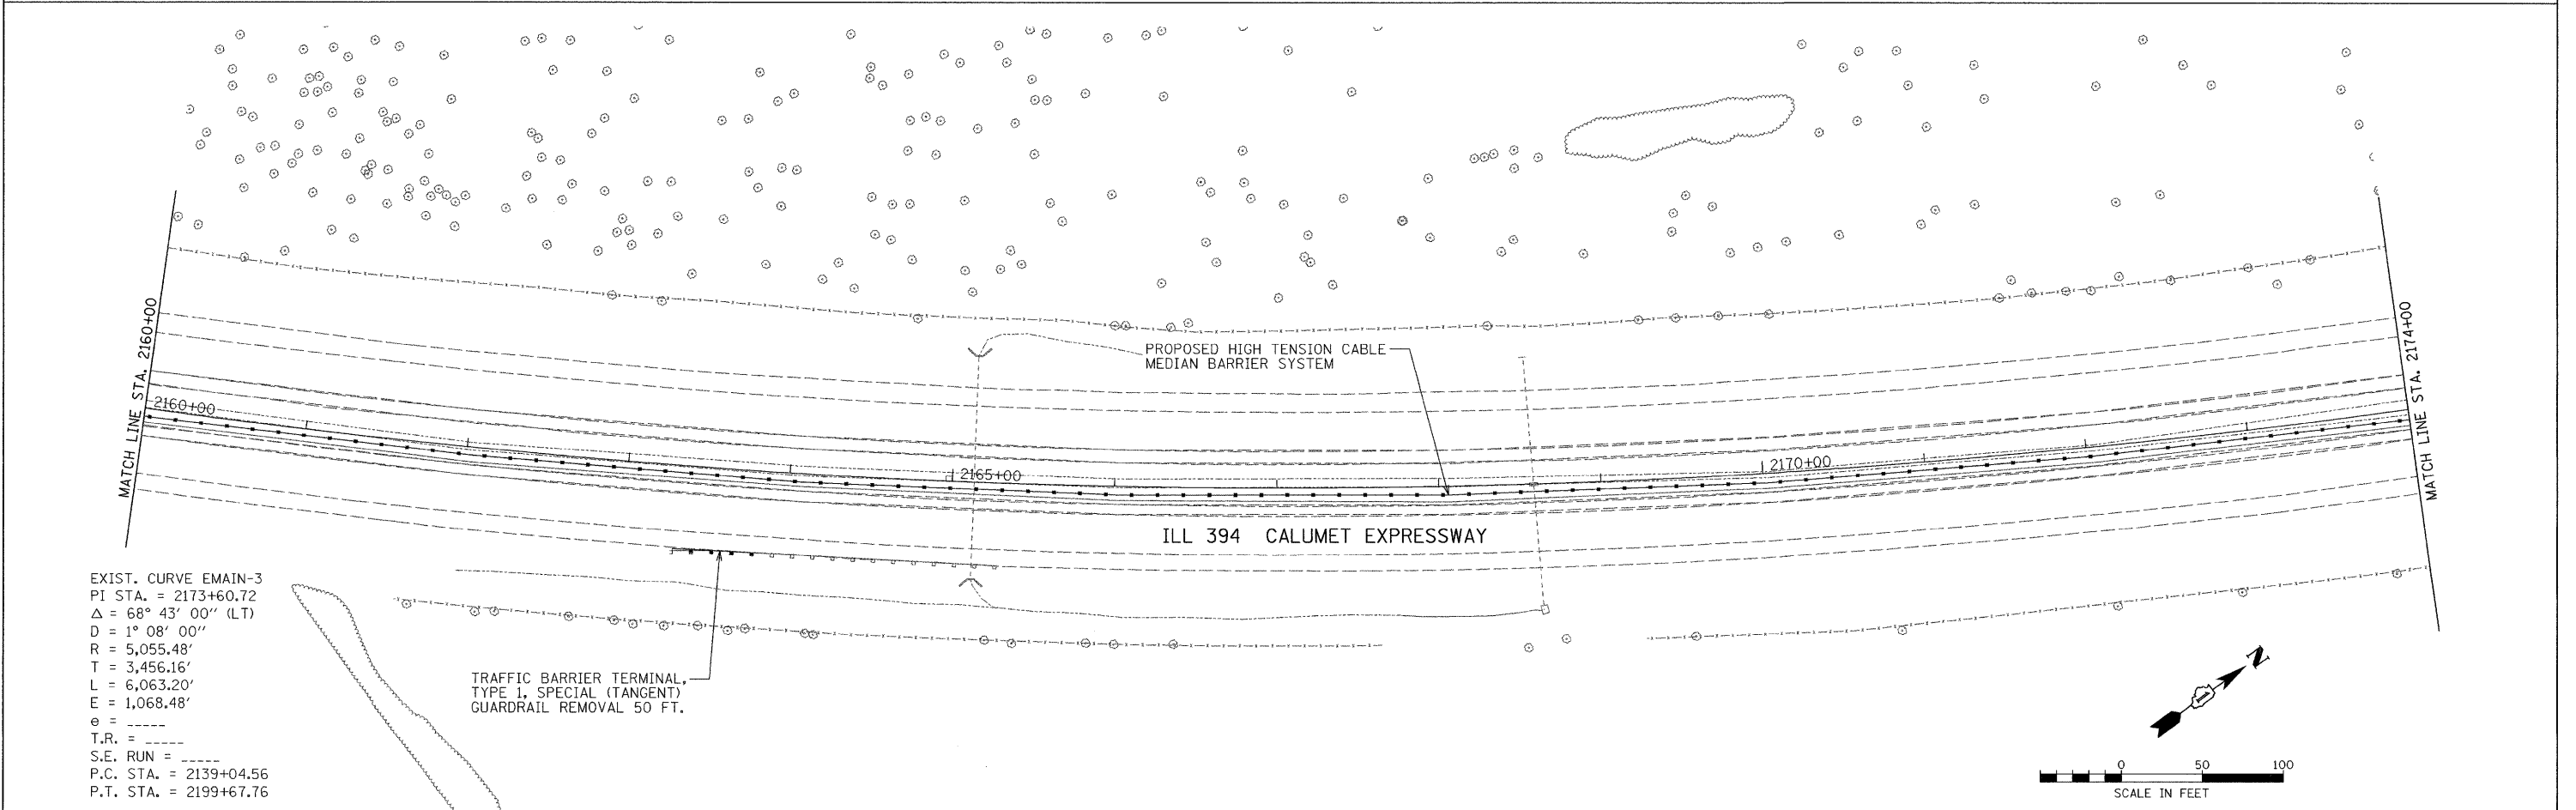 MATCH LINE STA. 2160+00
2160+00
PROPOSED HIGH TENSION CABLE
MEDIAN BARRIER SYSTEM
2165+00
2170+00
MATCH LINE STA. 2174+00
ILL 394 CALUMET EXPRESSWAY
EXIST. CURVE EMAIN-3
PI STA. = 2173+60.72
Δ = 68° 43' 00" (LT)
D = 1° 08' 00"
R = 5,055.48'
T = 3,456.16'
L = 6,063.20'
E = 1,068.48'
e = _____
T.R. = _____
S.E. RUN = _____
P.C. STA. = 2139+04.56
P.T. STA. = 2199+67.76
TRAFFIC BARRIER TERMINAL,
TYPE 1, SPECIAL (TANGENT)
GUARDRAIL REMOVAL 50 FT.
N
0 50 100
SCALE IN FEET